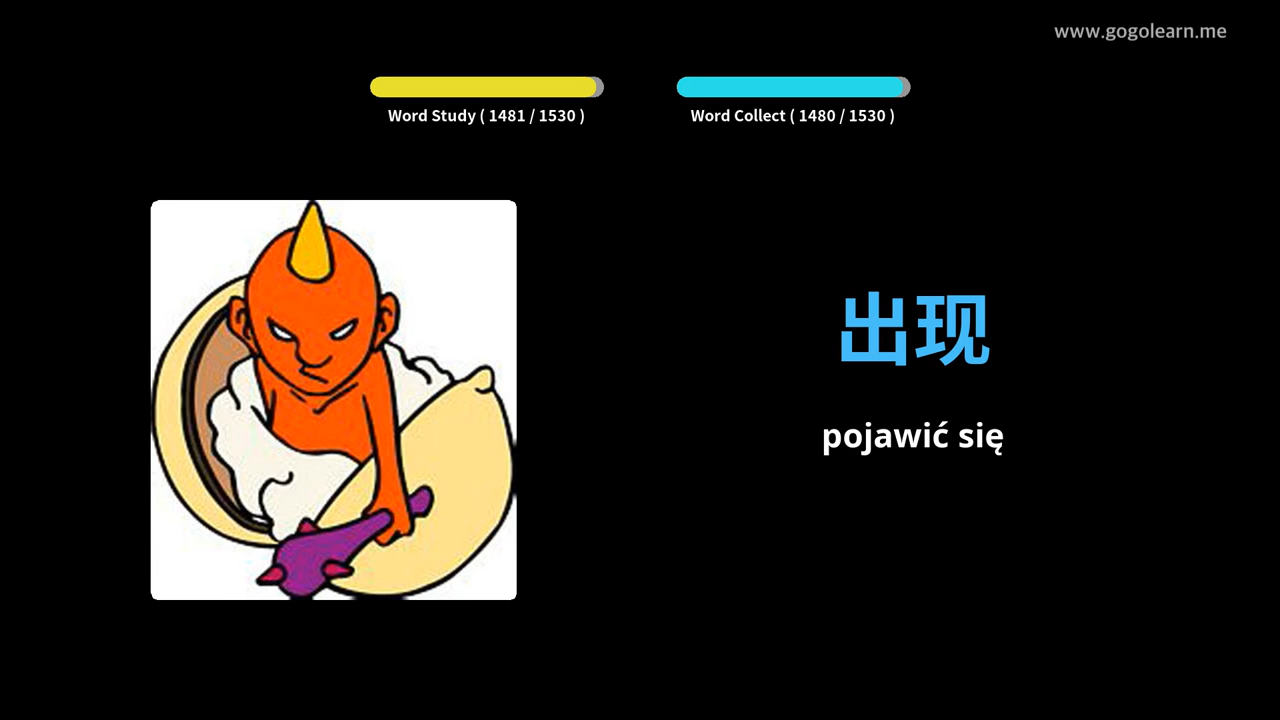 www.gogolearn.me
Word Study ( 1481 / 1530 )
Word Collect ( 1480 / 1530 )
出现
pojawić się